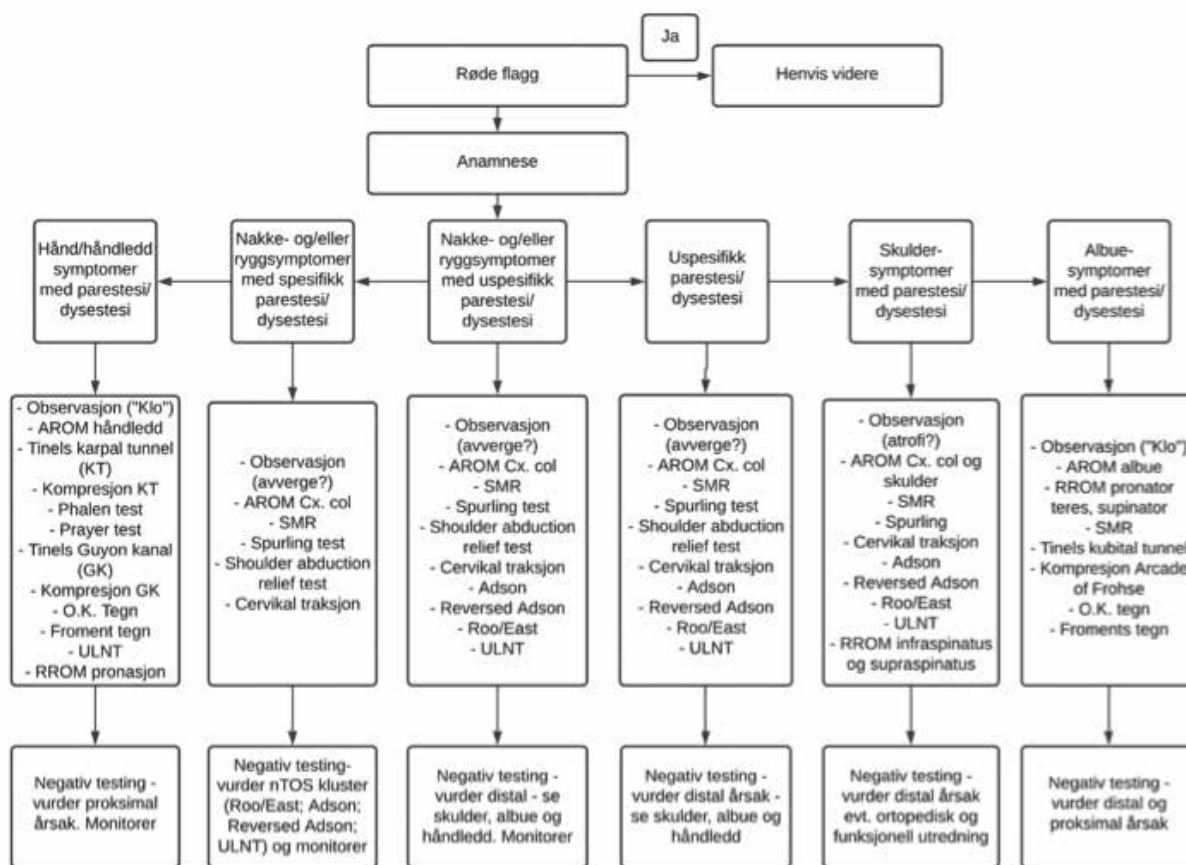 Ja
Røde flagg
Henvis videre
Anamnese
Hånd/håndledd
symptomer
med parestesi/
dysestesi
Nakke- og/eller
ryggsymptomer
med spesifikk
parestesi/
dysestesi
Nakke- og/eller
ryggsymptomer
med uspesifikk
parestesi/
dysestesi
Uspesifikk
parestesi/
dysestesi
Skulder-
symptomer
med parestesi/
dysestesi
Albue-
symptomer
med parestesi/
dysestesi
- Observasjon ("Klo")
- AROM håndledd
- Tinels karpal tunnel
(KT)
- Kompresjon KT
- Phalen test
- Prayer test
- Tinels Guyon kanal
(GK)
- Kompresjon GK
- O.K. Tegn
- Froment tegn
- ULNT
- RROM pronasjon
- Observasjon
(avverge?)
- AROM Cx. col
- SMR
- Spurling test
- Shoulder abduction
relief test
- Cervikal traksjon
- Observasjon
(avverge?)
- AROM Cx. col
- SMR
- Spurling test
- Shoulder abduction
relief test
- Cervikal traksjon
- Adson
- Reversed Adson
- Roo/East
- ULNT
- Observasjon
(avverge?)
- AROM Cx. col
- SMR
- Spurling test
- Shoulder abduction
relief test
- Cervikal traksjon
- Adson
- Reversed Adson
- Roo/East
- ULNT
- Observasjon
(atrofi?)
- AROM Cx. col og
skulder
- SMR
- Spurling
- Cervikal traksjon
- Adson
- Reversed Adson
- Roo/East
- ULNT
- RROM infraspinatus
og supraspinatus
- Observasjon ("Klo")
- AROM albue
- RROM pronator
teres, supinator
- SMR
- Tinels kubital tunnel
- Kompresjon Arcade
of Frohse
- O.K. tegn
- Froments tegn
Negativ testing -
vurder proksimal
årsak. Monitorer
Negativ testing-
vurder nTOS kluster
(Roo/East; Adson;
Reversed Adson;
ULNT) og monitorer
Negativ testing -
vurder distal - se
skulder, albue og
håndledd. Monitorer
Negativ testing -
vurder distal årsak -
se skulder, albue og
håndledd
Negativ testing -
vurder distal årsak
evt. ortopedisk og
funksjonell utredning
Negativ testing -
vurder distal og
proksimal årsak